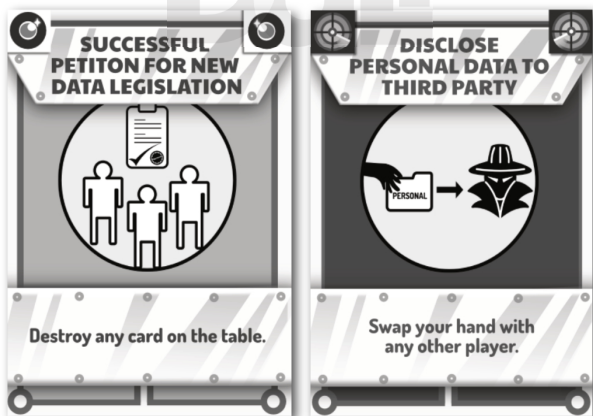 SUCCESSFUL
PETITON FOR NEW
DATA LEGISLATION
Destroy any card on the table.
DISCLOSE
PERSONAL DATA TO
THIRD PARTY
PERSONAL
Swap your hand with
any other player.